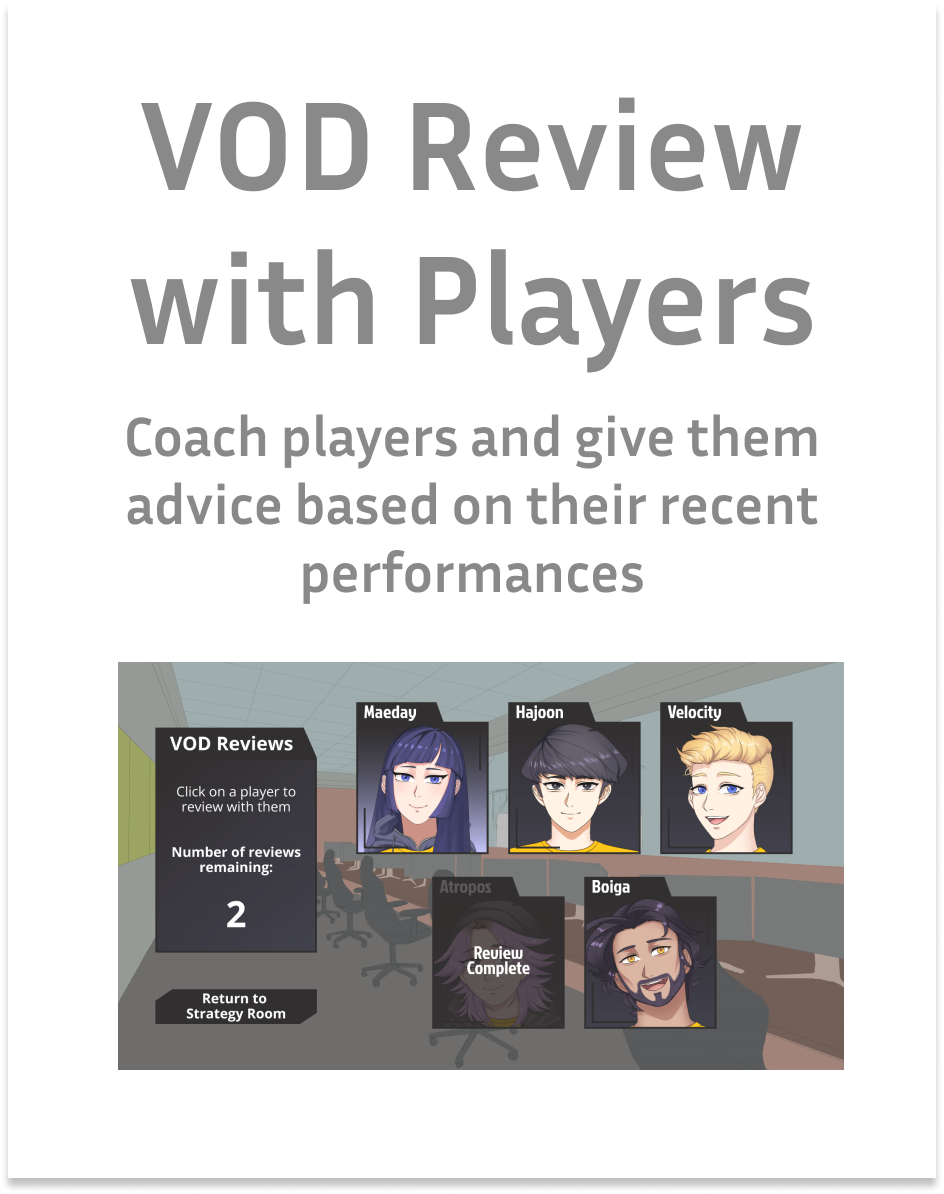 VOD Review
with Players
Coach players and give them
advice based on their recent
performances
VOD Reviews
Click on a player to
review with them
Number of reviews
remaining:
2
Return to
Strategy Room
Maeday
Hajoon
Velocity
Atropos
Review
Complete
Boiga